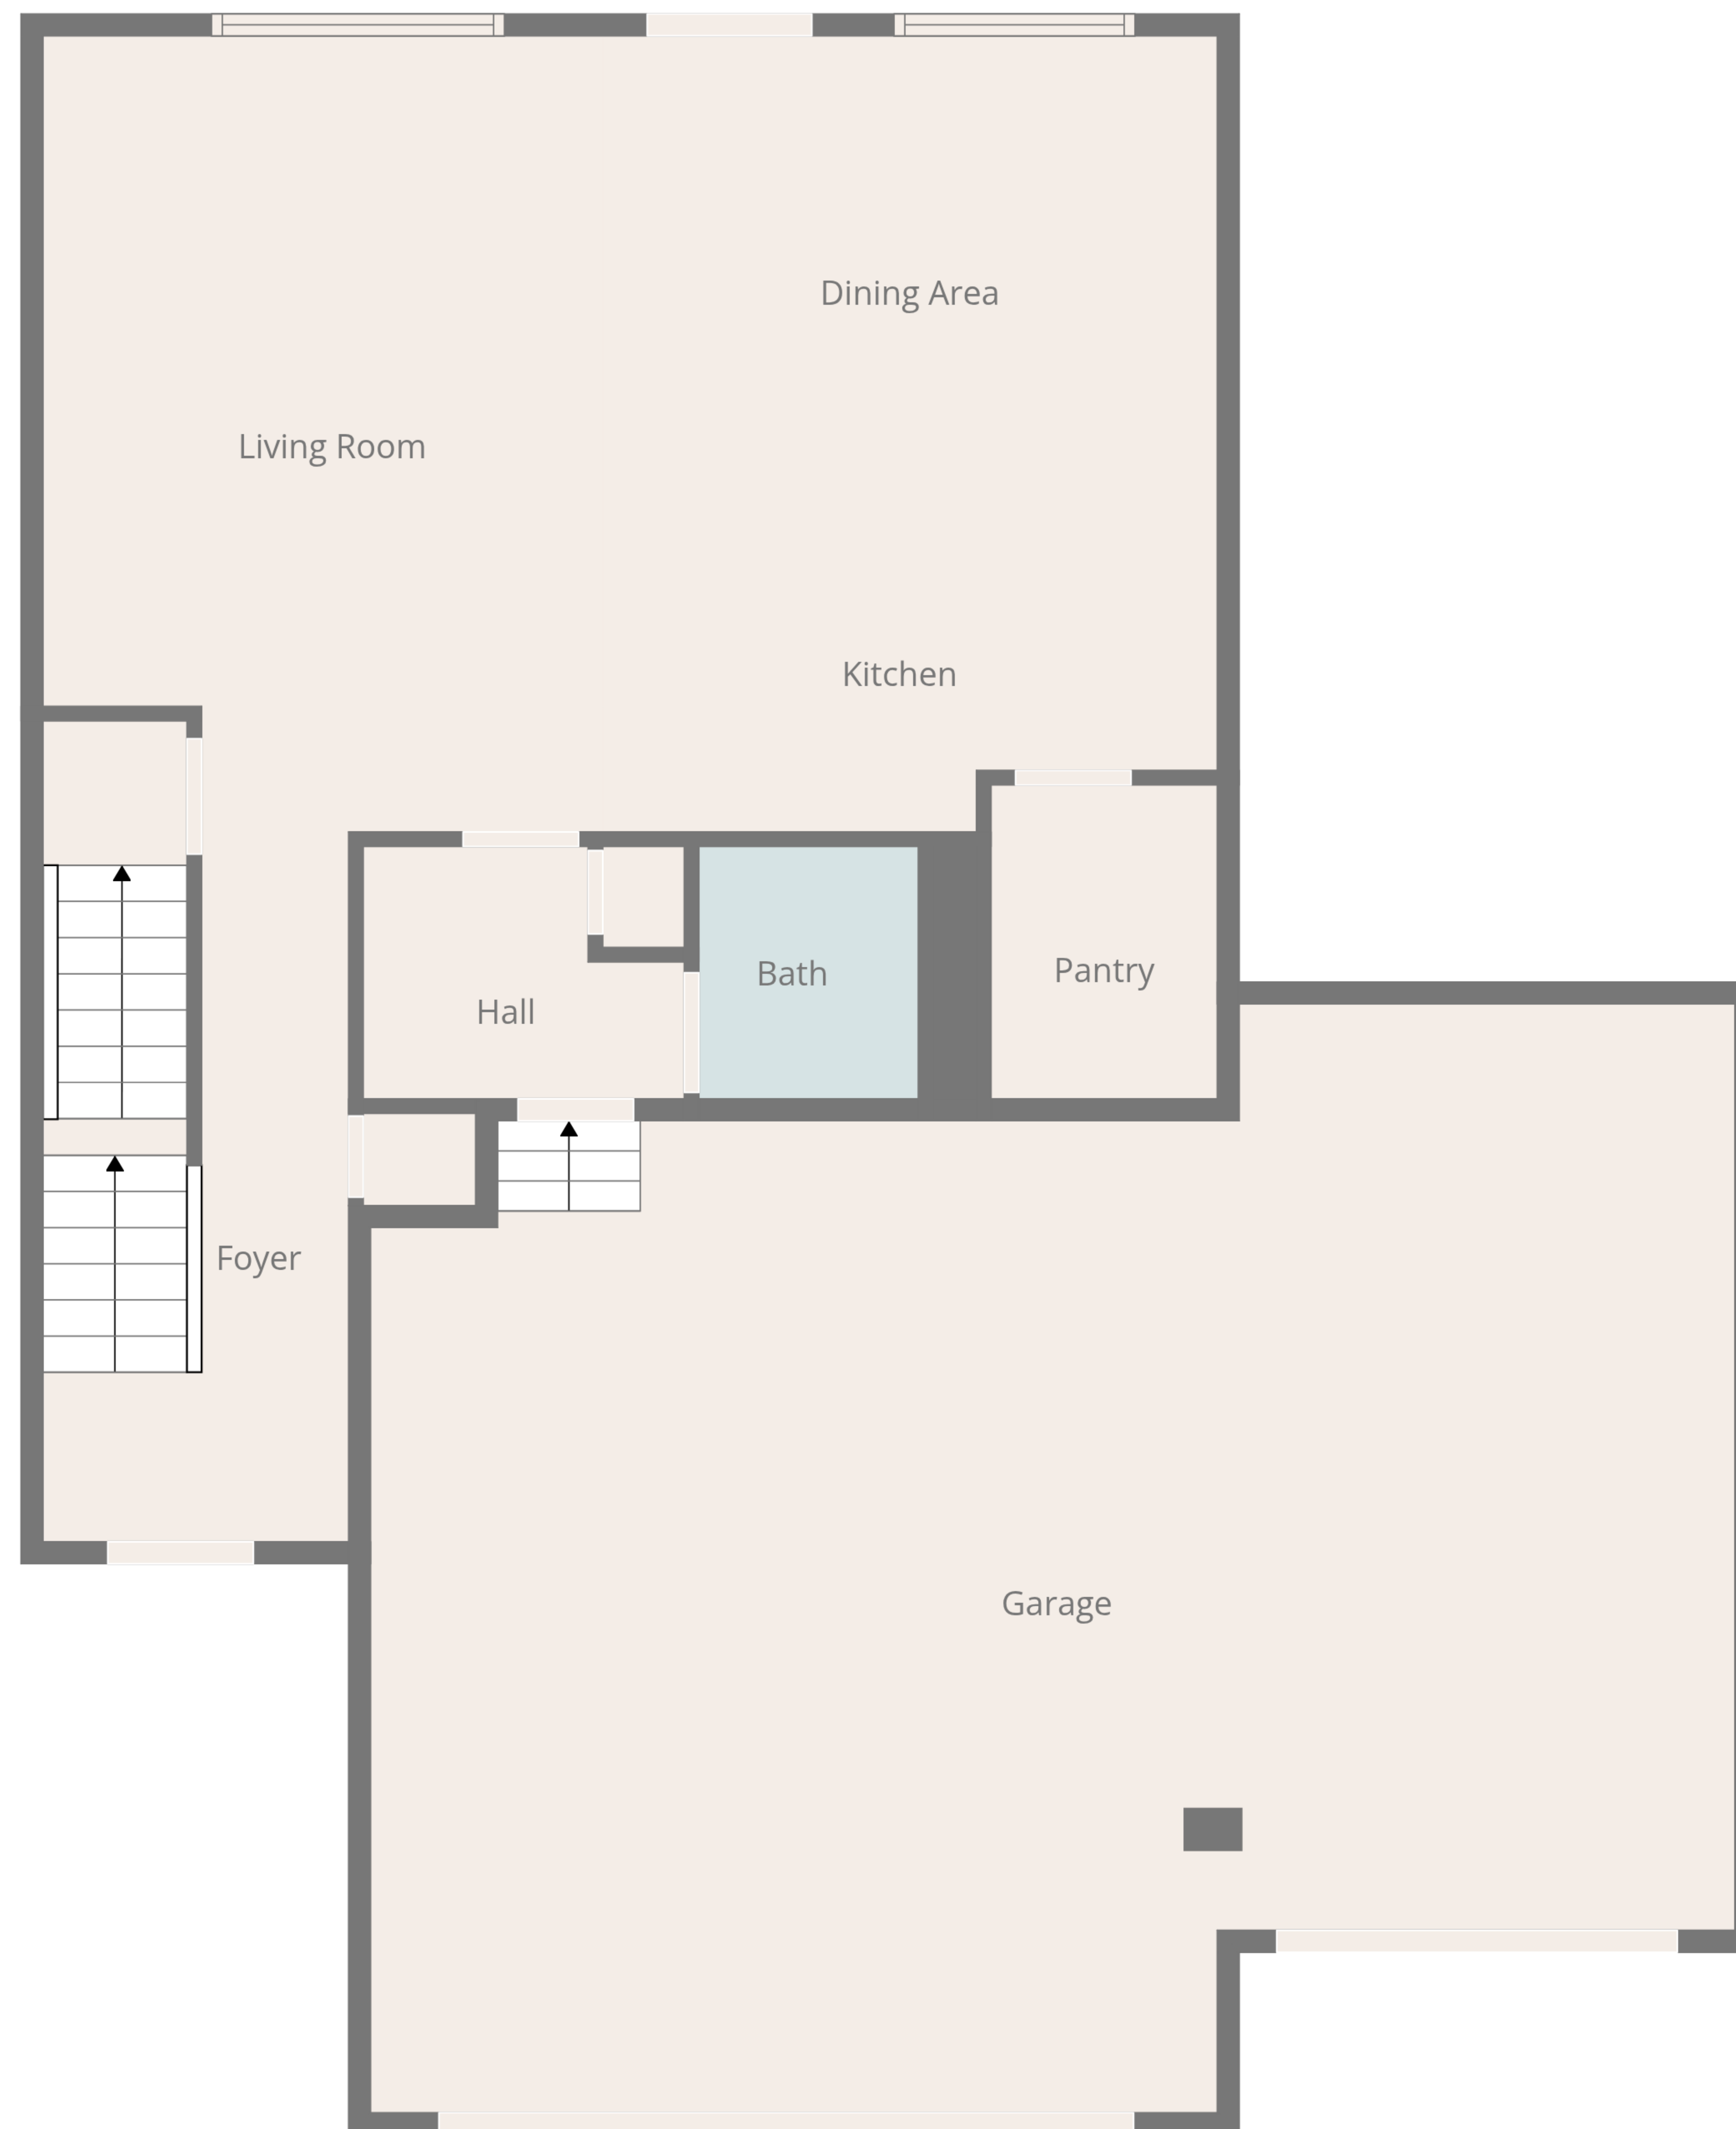 Dining Area
Living Room
Kitchen
Bath
Pantry
Hall
Foyer
Garage